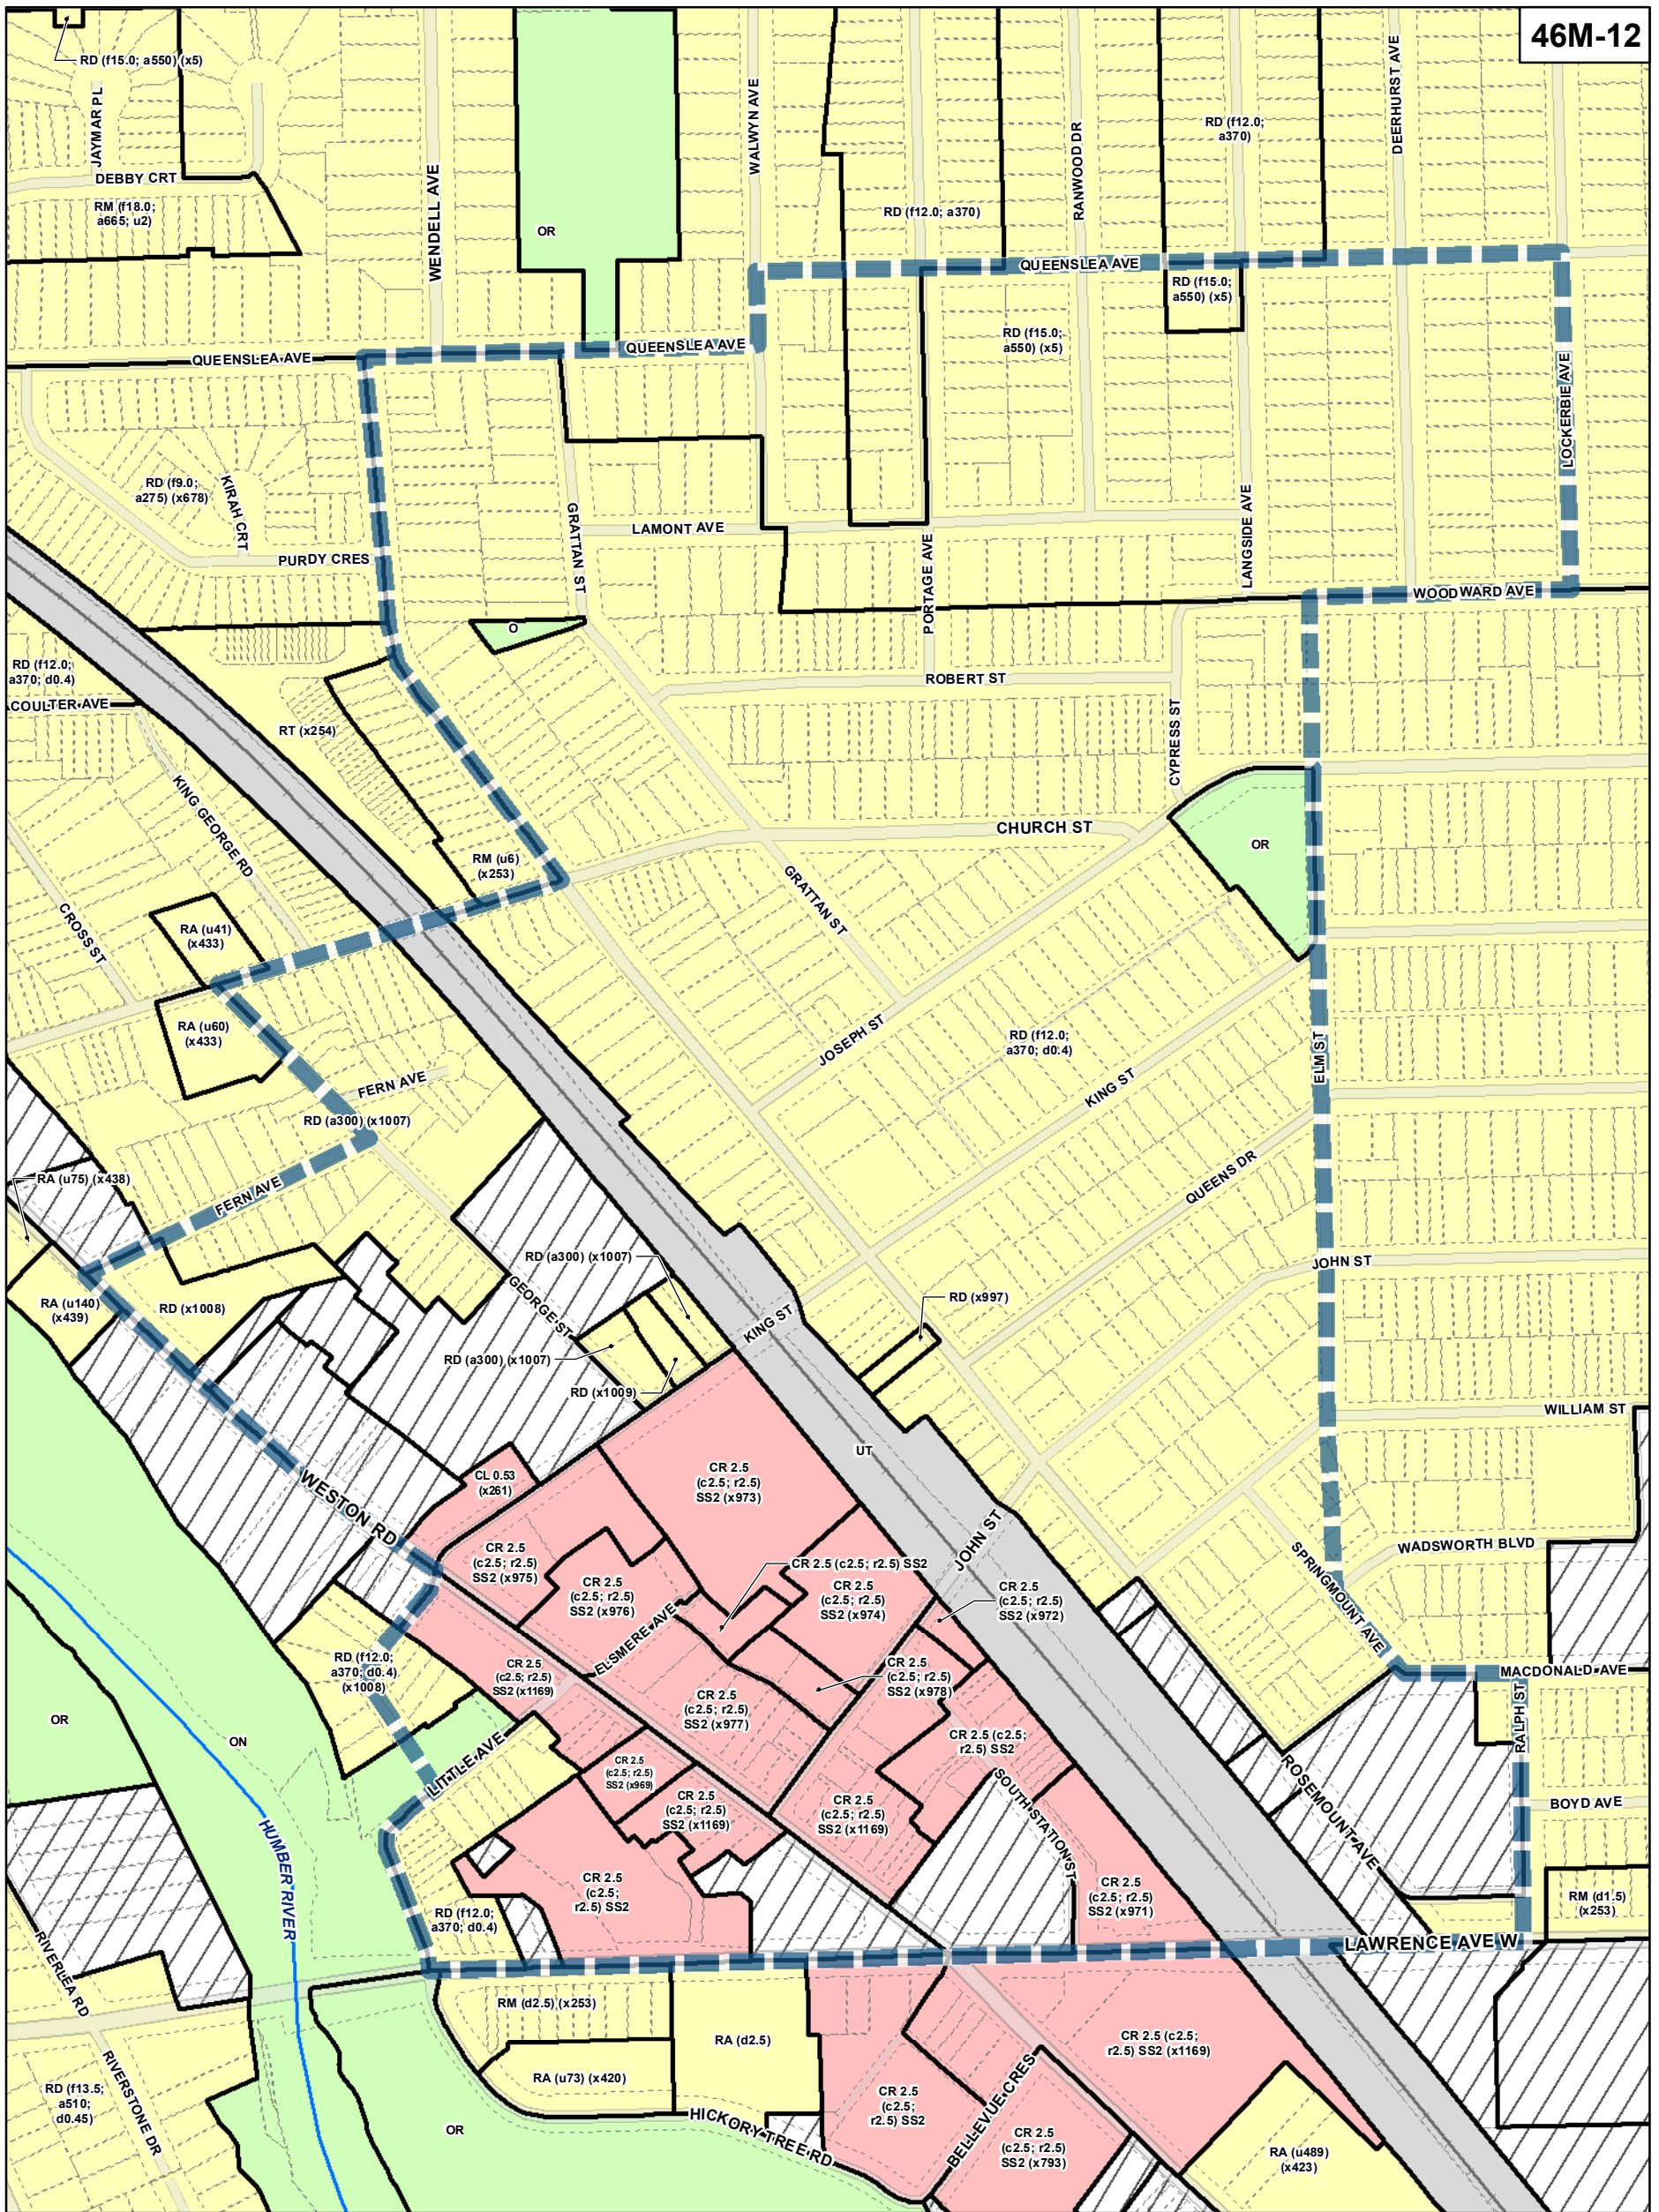 46M-12
RD (f15.0; a550) (x5)
JAYMAR PL
DEBBY CRT
RM (f18.0;
a665; u2)
WENDELL AVE
OR
WALWYN AVE
RD (f12.0; a370)
RANWOOD DR
RD (f12.0;
a370)
DEERHURST AVE
QUEENSLEA AVE
RD (f15.0;
a550) (x5)
RD (f15.0;
a550) (x5)
QUEENSLEA AVE
QUEENSLEA AVE
LOCKERBIE AVE
RD (f9.0;
a275) (x678)
KIRAH CRT
PURDY CRES
GRATTAN ST
LAMONT AVE
PORTAGE AVE
LANGSIDE AVE
WOODWARD AVE
O
RD (f12.0;
a370; d0.4)
COULTER AVE
RT (x254)
ROBERT ST
CYPRESS ST
KING GEORGE RD
CHURCH ST
OR
RM (u6)
(x253)
GRATTAN ST
CROSS ST
RA (u41)
(x433)
RA (u60)
(x433)
JOSEPH ST
RD (f12.0;
a370; d0.4)
ELM ST
FERN AVE
KING ST
RD (a300) (x1007)
RA (u75) (x438)
FERN AVE
QUEENS DR
RD (a300) (x1007)
JOHN ST
RA (u140)
(x439)
RD (x1008)
GEORGE ST
RD (x997)
KING ST
RD (a300) (x1007)
RD (x1009)
WILLIAM ST
UT
CL 0.53
(x261)
CR 2.5
(c2.5; r2.5)
SS2 (x973)
WESTON RD
JOHN ST
CR 2.5
(c2.5; r2.5)
SS2 (x975)
CR 2.5 (c2.5; r2.5) SS2
CR 2.5
(c2.5; r2.5)
SS2 (x976)
CR 2.5
(c2.5; r2.5)
SS2 (x974)
CR 2.5
(c2.5; r2.5)
SS2 (x972)
SPRINGMOUNT AVE
WADSWORTH BLVD
ELSMERE AVE
RD (f12.0;
a370; d0.4)
(x1008)
CR 2.5
(c2.5; r2.5)
SS2 (x1169)
CR 2.5
(c2.5; r2.5)
SS2 (x978)
MACDONALD AVE
RALPH ST
OR
ON
CR 2.5
(c2.5; r2.5)
SS2 (x977)
CR 2.5 (c2.5;
r2.5) SS2
LITTLE AVE
CR 2.5
(c2.5; r2.5)
SS2 (x969)
SOUTH STATION ST
ROSEMOUNT AVE
CR 2.5
(c2.5; r2.5)
SS2 (x1169)
CR 2.5
(c2.5; r2.5)
SS2 (x1169)
BOYD AVE
HUMBER RIVER
CR 2.5
(c2.5;
r2.5) SS2
CR 2.5
(c2.5; r2.5)
SS2 (x971)
RM (d1.5)
(x253)
RD (f12.0;
a370; d0.4)
RIVERLEA RD
LAWRENCE AVE W
RM (d2.5) (x253)
RA (d2.5)
CR 2.5 (c2.5;
r2.5) SS2 (x1169)
RA (u73) (x420)
RD (f13.5;
a510;
d0.45)
RIVERSTONE DR
CR 2.5
(c2.5;
r2.5) SS2
BELLEVUE CRES
OR
HICKORY TREE RD
CR 2.5
(c2.5; r2.5)
SS2 (x793)
RA (u489)
(x423)